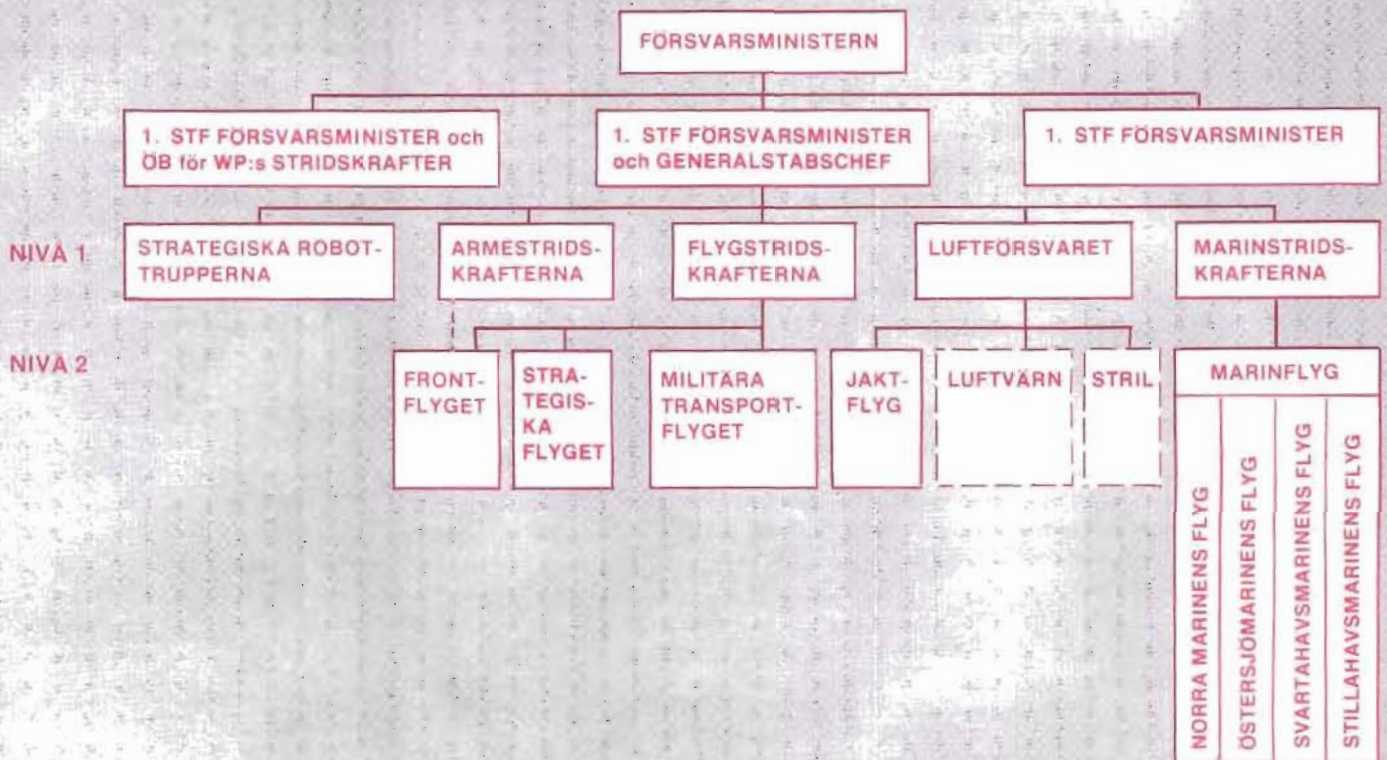 FÖRSVARSMINISTERN
1. STF FÖRSVARSMINISTER och
ÖB för WP:s STRIDSKRAFTER
1. STF FÖRSVARSMINISTER
och GENERALSTABSCHEF
1. STF FÖRSVARSMINISTER
NIVÅ 1
STRATEGISKA ROBOT-
TRUPPERNA
ARMESTRIDS-
KRAFTERNA
FLYGSTRIDS-
KRAFTERNA
LUFTFÖRSVARET
MARINSTRIDS-
KRAFTERNA
NIVÅ 2
FRONT-
FLYGET
STRA-
TEGIS-
KA
FLYGET
MILITÄRA
TRANSPORT-
FLYGET
JAKT-
FLYG
LUFTVÄRN
STRIL
MARINFLYG
NORRA MARINENS FLYG
ÖSTERSJÖMARINENS FLYG
SVARTAHAVSMARINENS FLYG
STILLAHAVSMARINENS FLYG